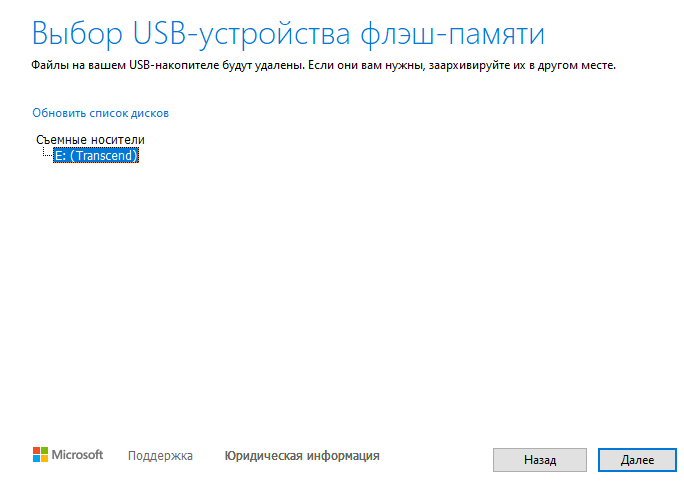 Выбор USB-устройства флэш-памяти
Файлы на вашем USB-накопителе будут удалены. Если они вам нужны, заархивируйте их в другом месте.
Обновить список дисков
Съемные носители
E: (Transcend)
Microsoft Поддержка Юридическая информация Назад Далее